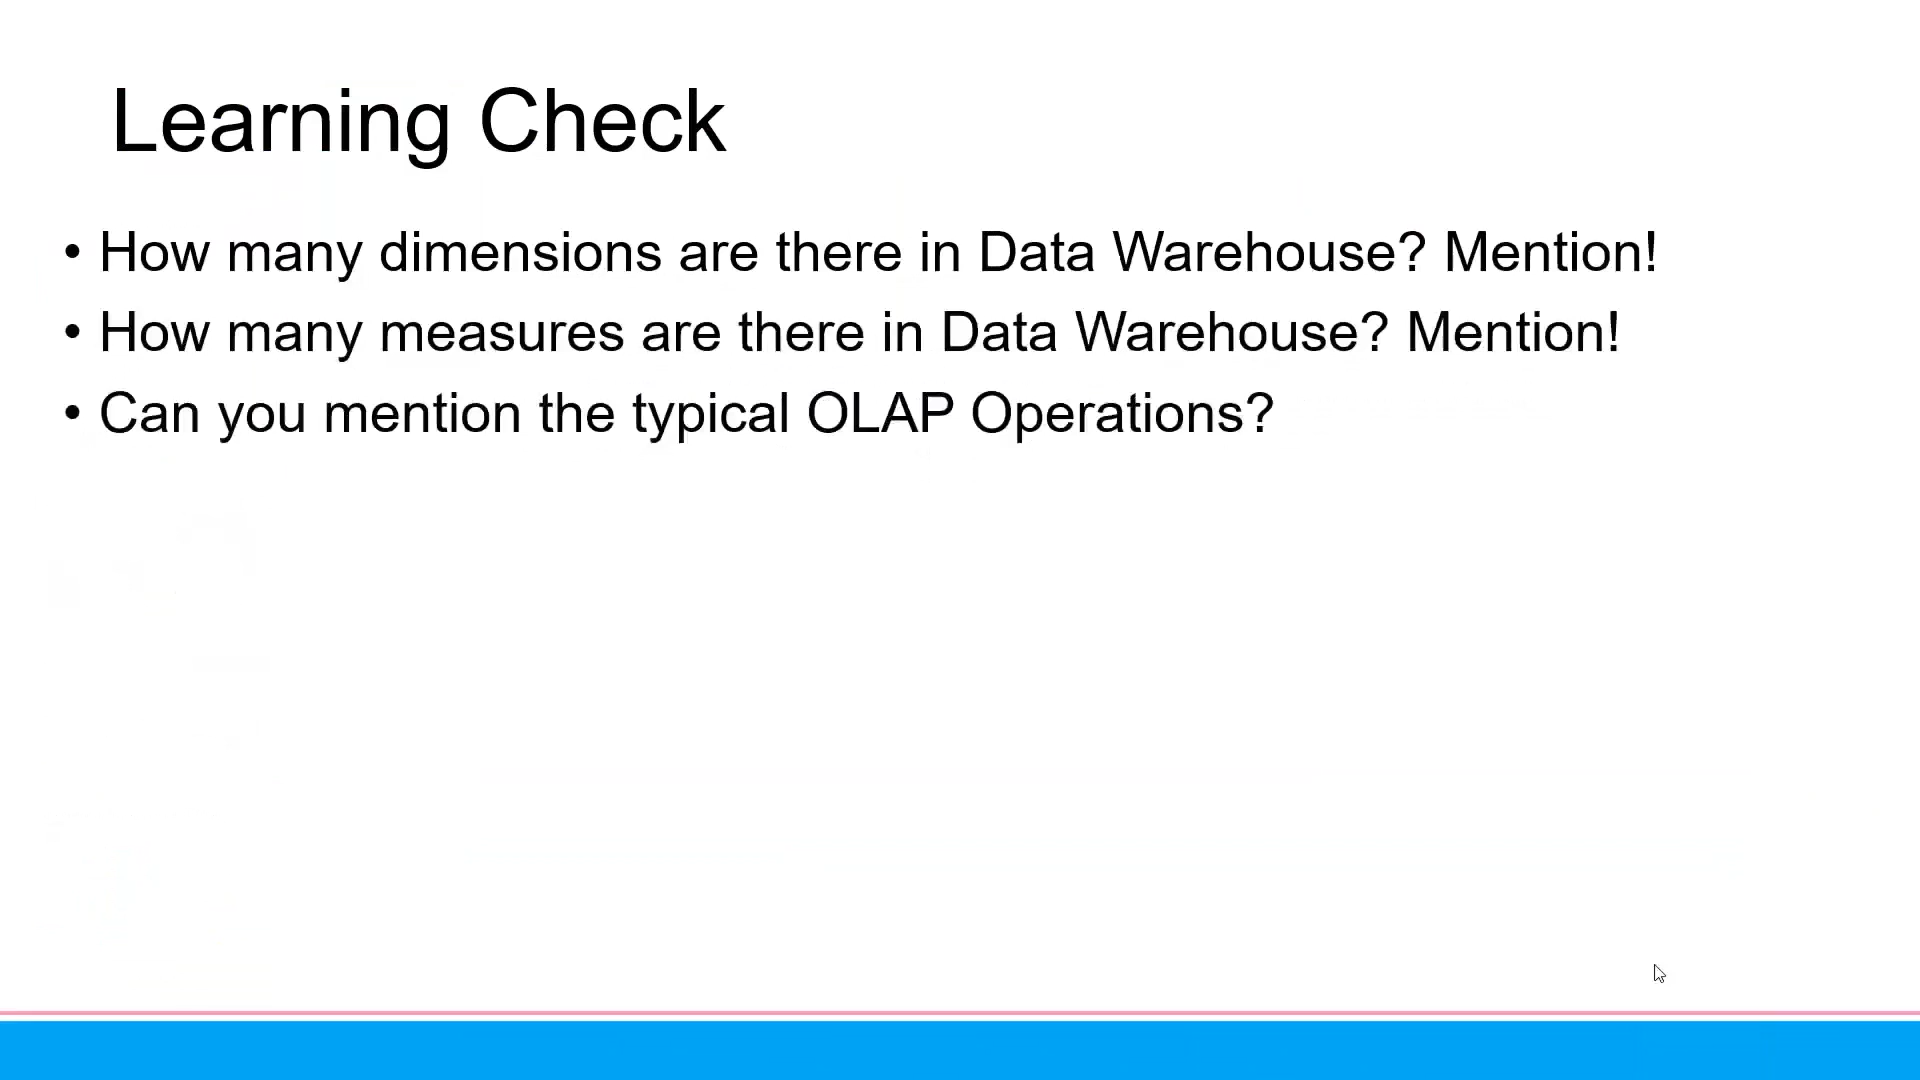 Learning Check
• How many dimensions are there in Data Warehouse? Mention!
• How many measures are there in Data Warehouse? Mention!
• Can you mention the typical OLAP Operations?